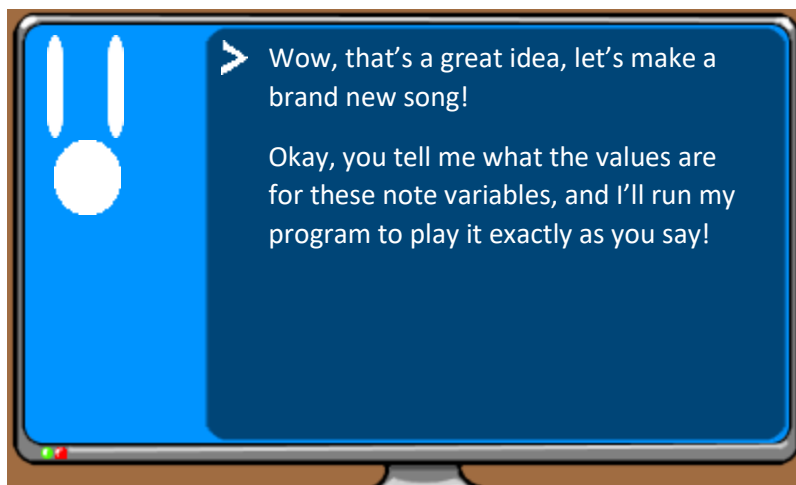 Wow, that’s a great idea, let’s make a
brand new song!
Okay, you tell me what the values are
for these note variables, and I’ll run my
program to play it exactly as you say!